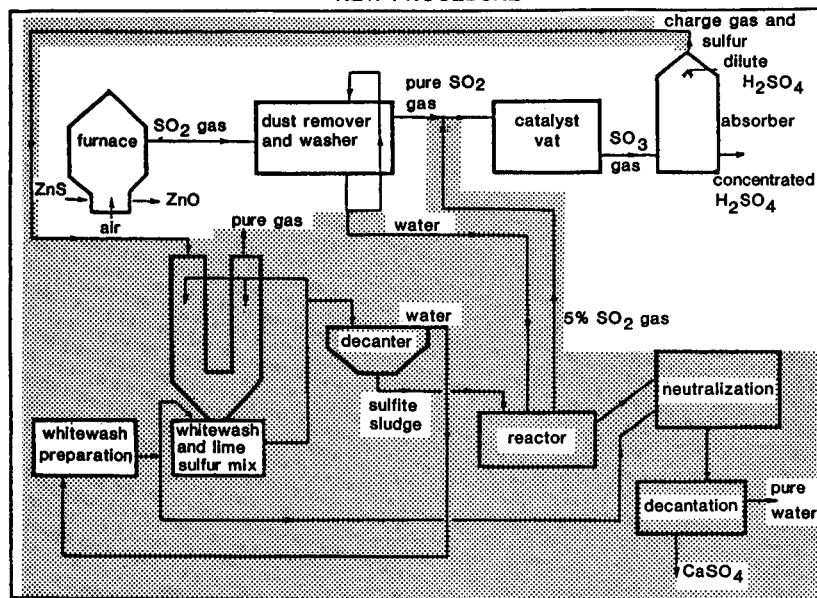 charge gas and
sulfur
dilute
H₂SO₄
pure SO₂
gas
SO₂ gas
dust remover
and washer
furnace
catalyst
vat
SO₃
gas
absorber
concentrated
H₂SO₄
ZnS
ZnO
air
pure gas
water
water
5% SO₂ gas
decanter
neutralization
sulfite
sludge
whitewash
preparation
whitewash
and lime
sulfur mix
reactor
decantation
pure
water
CaSO₄